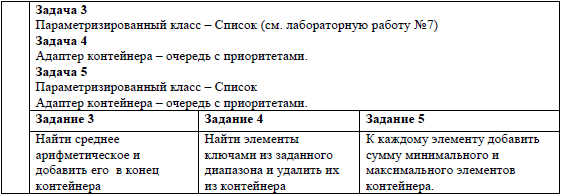 Задача 3
Параметризированный класс – Список (см. лабораторную работу №7)
Задача 4
Адаптер контейнера – очередь с приоритетами.
Задача 5
Параметризированный класс – Список
Адаптер контейнера – очередь с приоритетами.
Задание 3
Найти среднее
арифметическое и
добавить его в конец
контейнера
Задание 4
Найти элементы
ключами из заданного
диапазона и удалить их
из контейнера
Задание 5
К каждому элементу добавить
сумму минимального и
максимального элементов
контейнера.